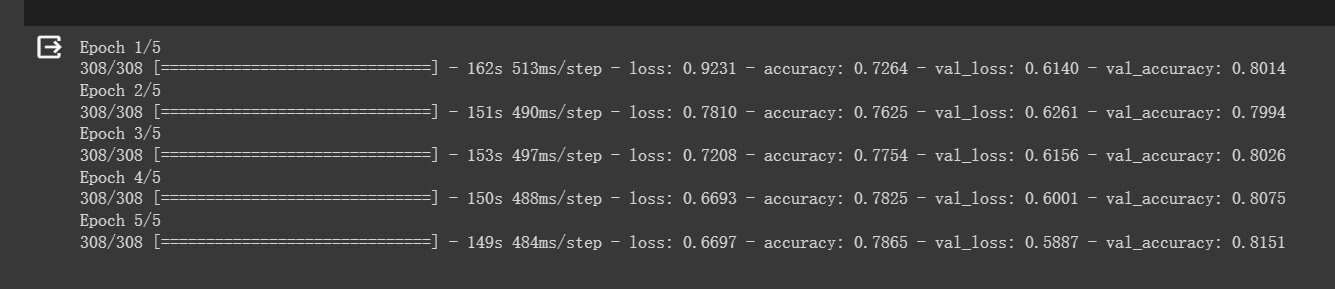 Epoch 1/5
308/308 [==============================] - 162s 513ms/step - loss: 0.9231 - accuracy: 0.7264 - val_loss: 0.6140 - val_accuracy: 0.8014
Epoch 2/5
308/308 [==============================] - 151s 490ms/step - loss: 0.7810 - accuracy: 0.7625 - val_loss: 0.6261 - val_accuracy: 0.7994
Epoch 3/5
308/308 [==============================] - 153s 497ms/step - loss: 0.7208 - accuracy: 0.7754 - val_loss: 0.6156 - val_accuracy: 0.8026
Epoch 4/5
308/308 [==============================] - 150s 488ms/step - loss: 0.6693 - accuracy: 0.7825 - val_loss: 0.6001 - val_accuracy: 0.8075
Epoch 5/5
308/308 [==============================] - 149s 484ms/step - loss: 0.6697 - accuracy: 0.7865 - val_loss: 0.5887 - val_accuracy: 0.8151